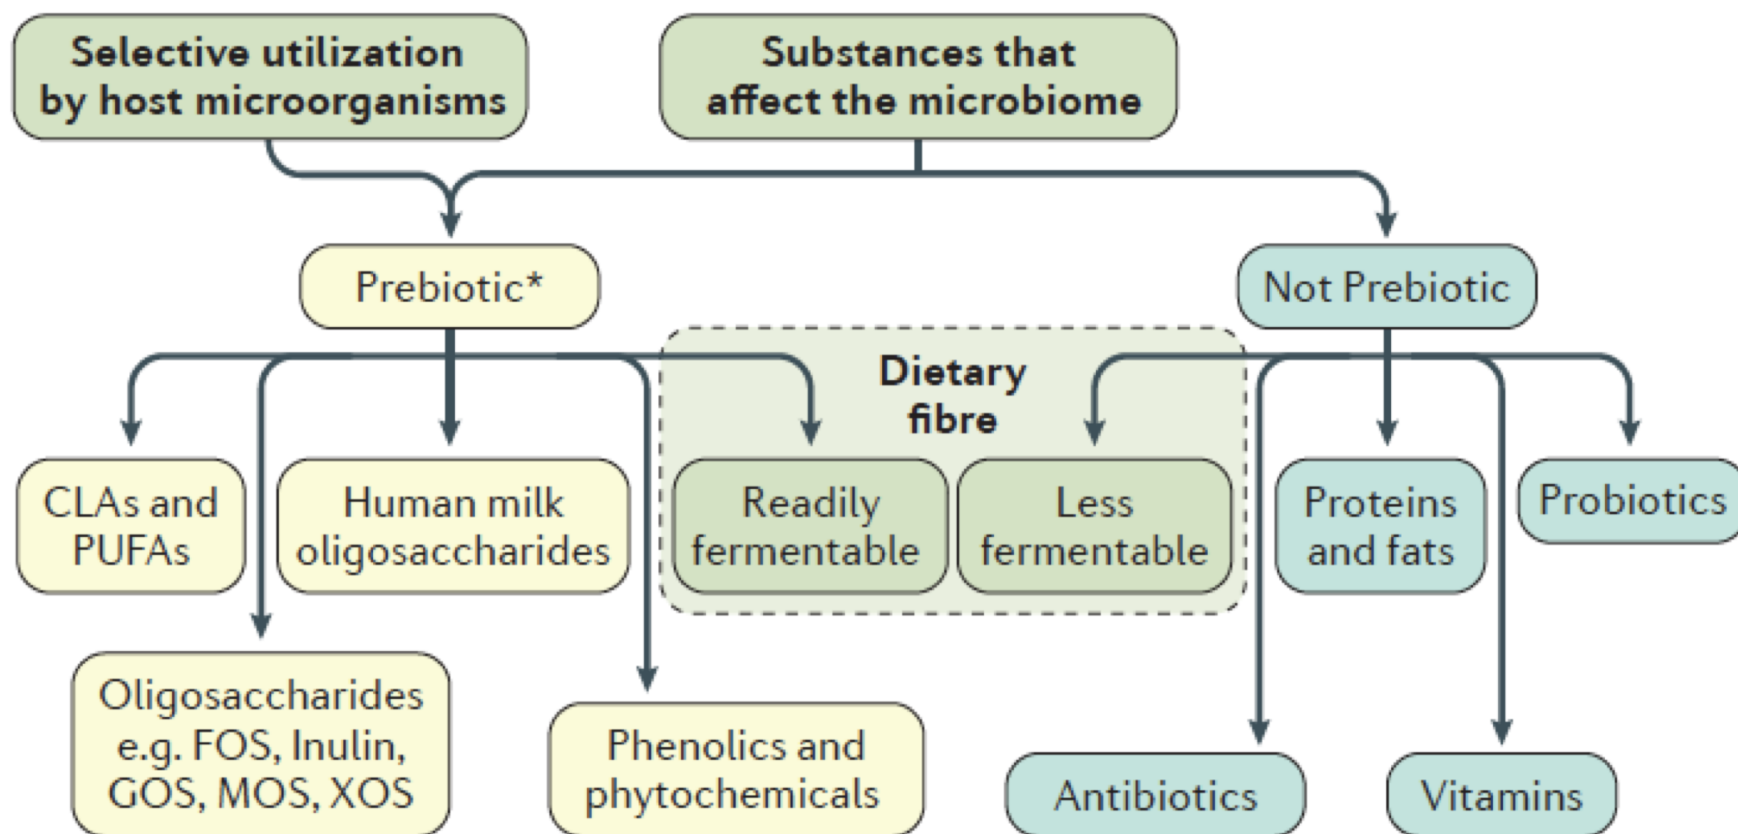 Selective utilization
by host microorganisms
Substances that
affect the microbiome
Prebiotic*
Not Prebiotic
Dietary
fibre
CLAs and
PUFAs
Human milk
oligosaccharides
Readily
fermentable
Less
fermentable
Proteins
and fats
Probiotics
Oligosaccharides
e.g. FOS, Inulin,
GOS, MOS, XOS
Phenolics and
phytochemicals
Antibiotics
Vitamins